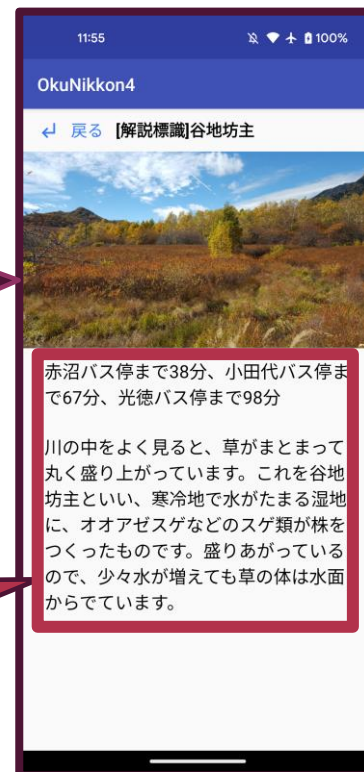 11:55
100%
OkuNikkon4
戻る [解説標識]谷地坊主
赤沼バス停まで38分、小田代バス停ま
で67分、光徳バス停まで98分
川の中をよく見ると、草がまとまって
丸く盛り上がっています。これを谷地
坊主といい、寒冷地で水がたまる湿地
に、オオアゼスゲなどのスゲ類が株を
つくったものです。盛りあがっている
ので、少々水が増えても草の体は水面
からでています。